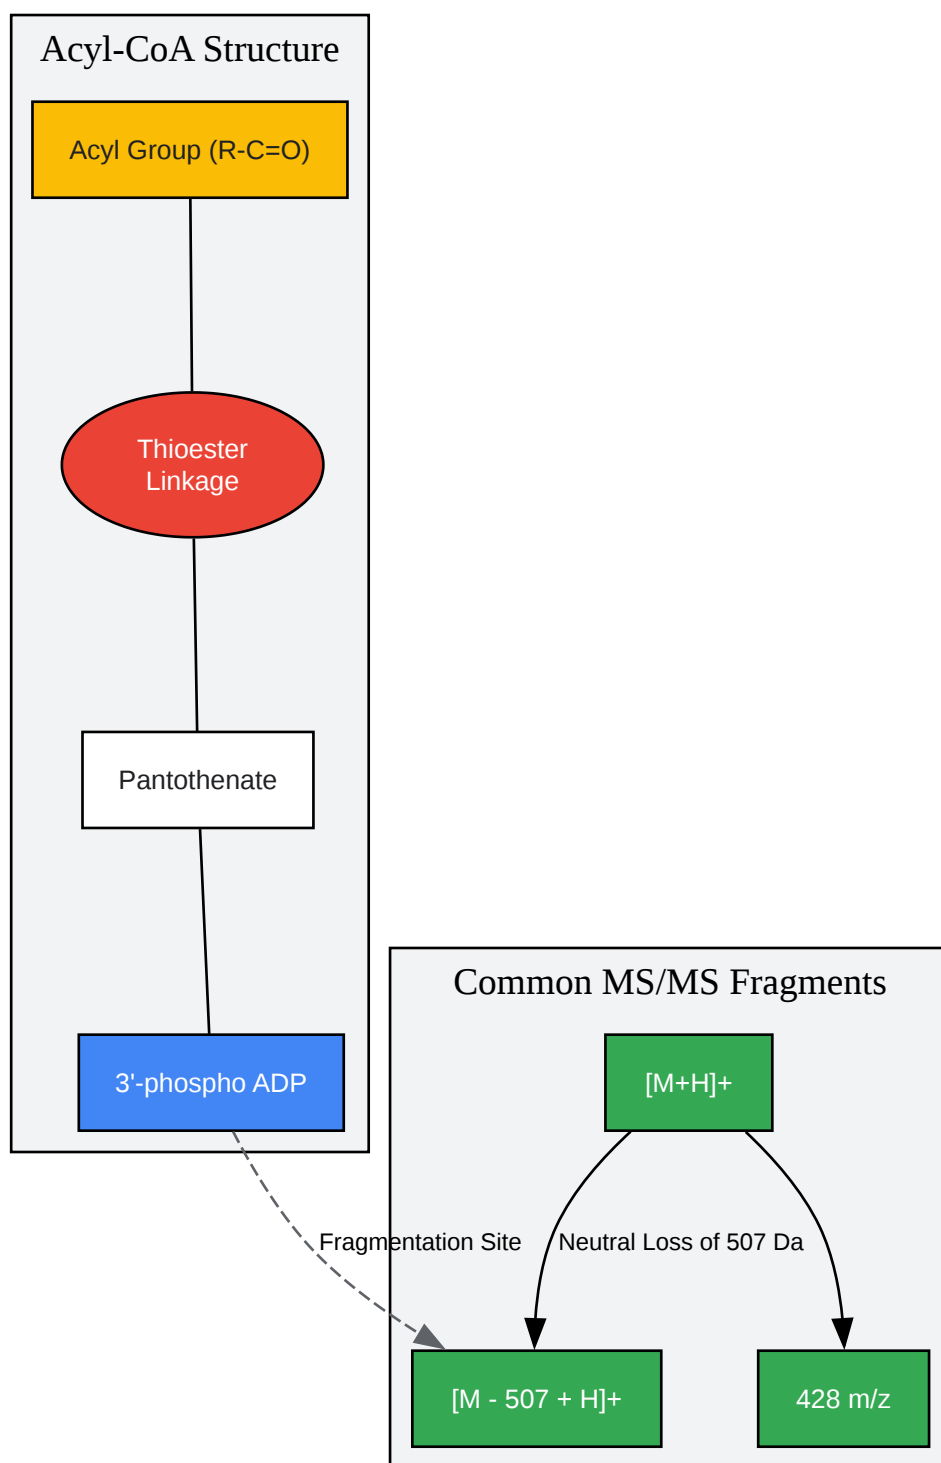 Acyl-CoA Structure
Acyl Group (R-C=O)
Thioester
Linkage
Pantothenate
3'-phospho ADP
Common MS/MS Fragments
[M+H]+
Fragmentation Site
Neutral Loss of 507 Da
[M - 507 + H]+
428 m/z